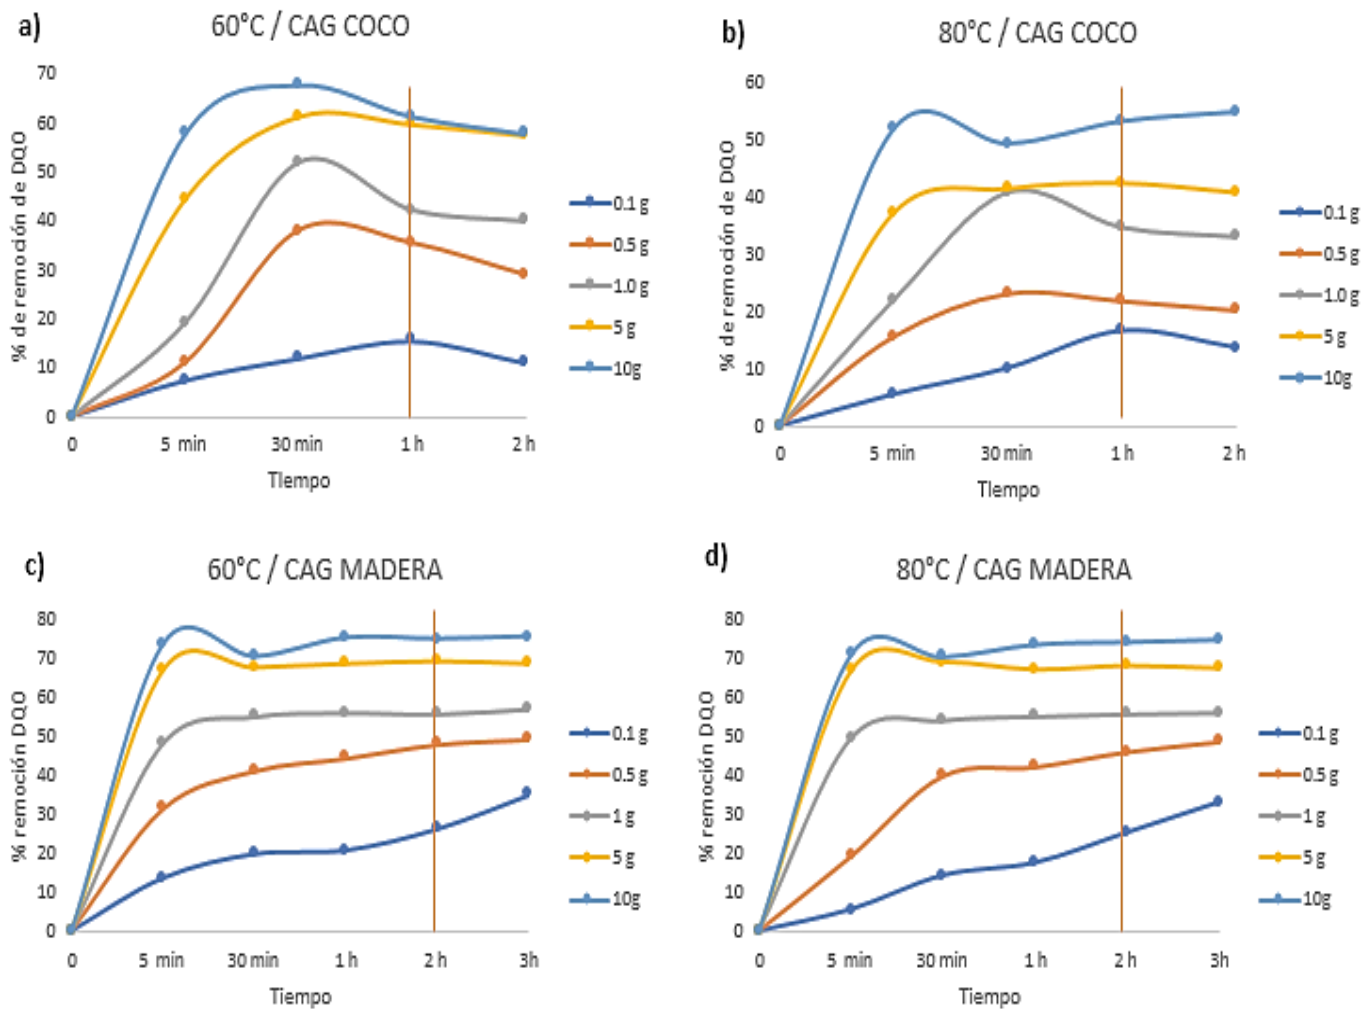 a)
60°C / CAG COCO
% de remoción de DQO
70
60
50
40
30
20
10
0
0 5 min 30 min 1 h 2 h
TIempo
0.1 g
0.5 g
1.0 g
5 g
10g
b)
80°C / CAG COCO
% de remoción de DQO
60
50
40
30
20
10
0
0 5 min 30 min 1 h 2 h
TIempo
0.1 g
0.5 g
1.0 g
5 g
10g
c)
60°C / CAG MADERA
% remoción DQO
80
70
60
50
40
30
20
10
0
0 5 min 30 min 1 h 2 h 3h
Tiempo
0.1 g
0.5 g
1 g
5 g
10g
d)
80°C / CAG MADERA
% remoción DQO
80
70
60
50
40
30
20
10
0
0 5 min 30 min 1 h 2 h 3h
Tiempo
0.1 g
0.5 g
1 g
5 g
10g